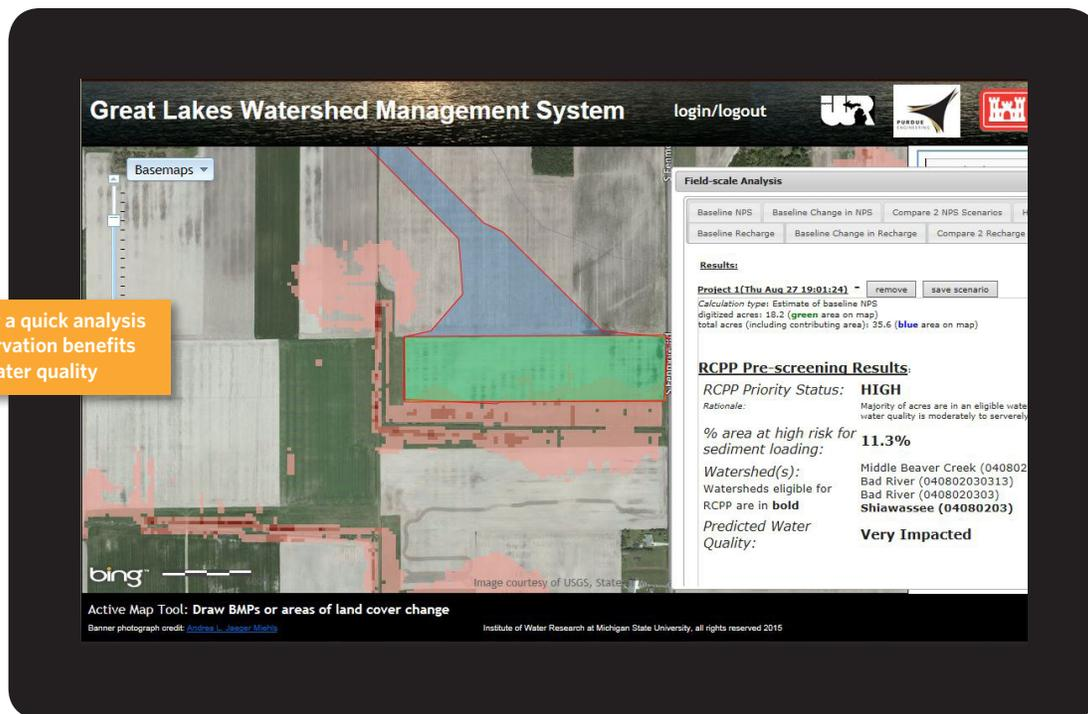 Great Lakes Watershed Management System
login/logout
PURDUE
ENGINEERING
Basemaps
Field-scale Analysis
Baseline NPS
Baseline Change in NPS
Compare 2 NPS Scenarios
H
Baseline Recharge
Baseline Change in Recharge
Compare 2 Recharge
Results:
Project 1(Thu Aug 27 19:01:24) -
remove
save scenario
Calculation type: Estimate of baseline NPS
digitized acres: 18.2 (green area on map)
total acres (including contributing area): 35.6 (blue area on map)
a quick analysis
rvation benefits
ater quality
RCPP Pre-screening Results:
RCPP Priority Status: HIGH
Rationale: Majority of acres are in an eligible wate
water quality is moderately to serverely
% area at high risk for
sediment loading: 11.3%
Watershed(s): Middle Beaver Creek (040802
Watersheds eligible for Bad River (040802030313)
RCPP are in bold Bad River (0408020303)
Shiawassee (04080203)
Predicted Water
Quality: Very Impacted
bing
Image courtesy of USGS, State
Active Map Tool: Draw BMPs or areas of land cover change
Banner photograph credit: Andrea L. Jaeger Miehls
Institute of Water Research at Michigan State University, all rights reserved 2015